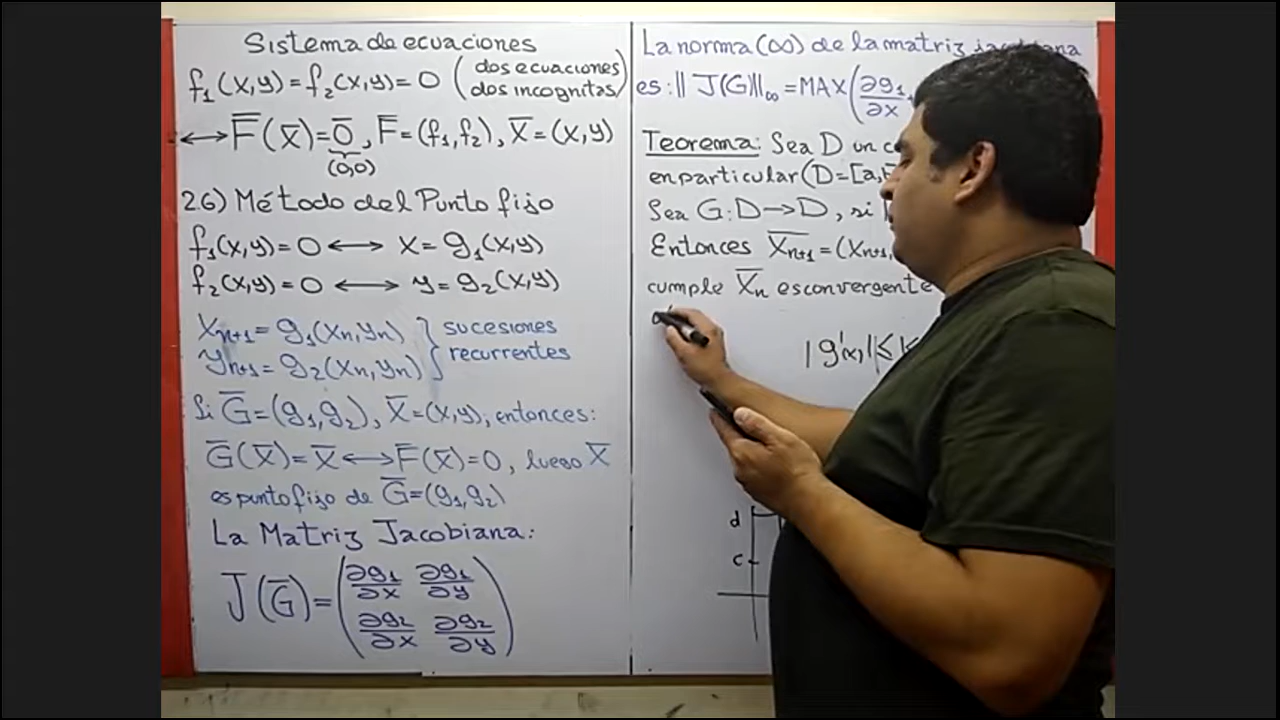 Sistema de ecuaciones
f₁(x,y)=f₂(x,y)=0 (dos ecuaciones
dos incognitas)
⟷ F̅(X̅)=0̅, F̅=(f₁,f₂), X̅=(x,y)
(0,0)
26) Método del Punto fijo
f₁(x,y)=0 ⟷ x=g₁(x,y)
f₂(x,y)=0 ⟷ y=g₂(x,y)
xₙ₊₁=g₁(xₙ,yₙ) } sucesiones
yₙ₊₁=g₂(xₙ,yₙ) recurrentes
Si G̅=(g₁,g₂), X̅=(x,y), entonces:
G̅(X̅)=X̅ ⟷ F̅(X̅)=0, luego X̅
es punto fijo de G̅=(g₁,g₂)
La Matriz Jacobiana:
J(G̅)=(∂g₁/∂x ∂g₁/∂y
∂g₂/∂x ∂g₂/∂y)
La norma (∞) de la matriz jacobiana
es: ‖J(G)‖∞=MAX(∂g₁/∂x
Teorema: Sea D un
en particular (D=[a,b
Sea G:D→D, si
Entonces X̅ₙ₊₁=(xₙ₊₁,
cumple X̅ₙ es convergente
a
|g'(x)|≤K
d
c